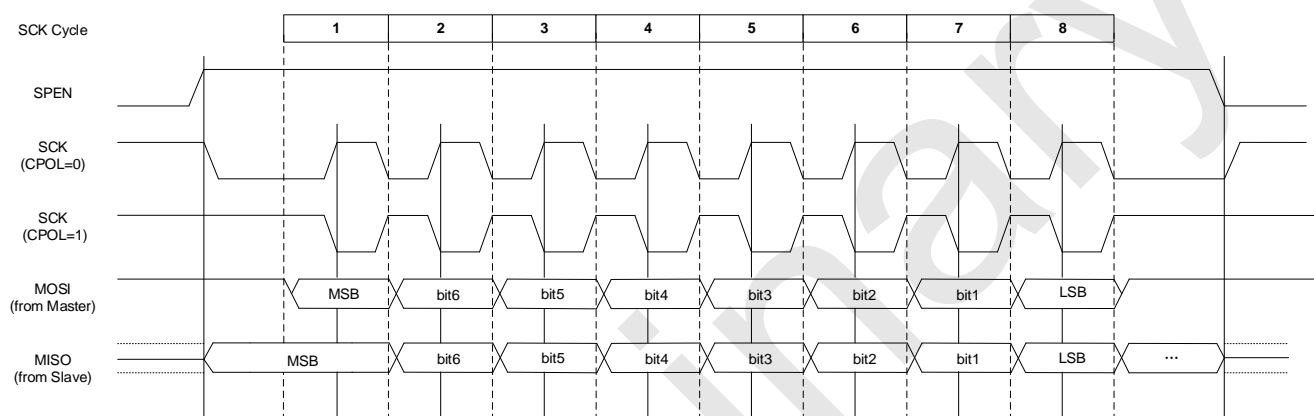 SCK Cycle 1 2 3 4 5 6 7 8
SPEN
SCK
(CPOL=0)
SCK
(CPOL=1)
MOSI
(from Master)
MSB bit6 bit5 bit4 bit3 bit2 bit1 LSB
MISO
(from Slave)
MSB bit6 bit5 bit4 bit3 bit2 bit1 LSB ...
inary